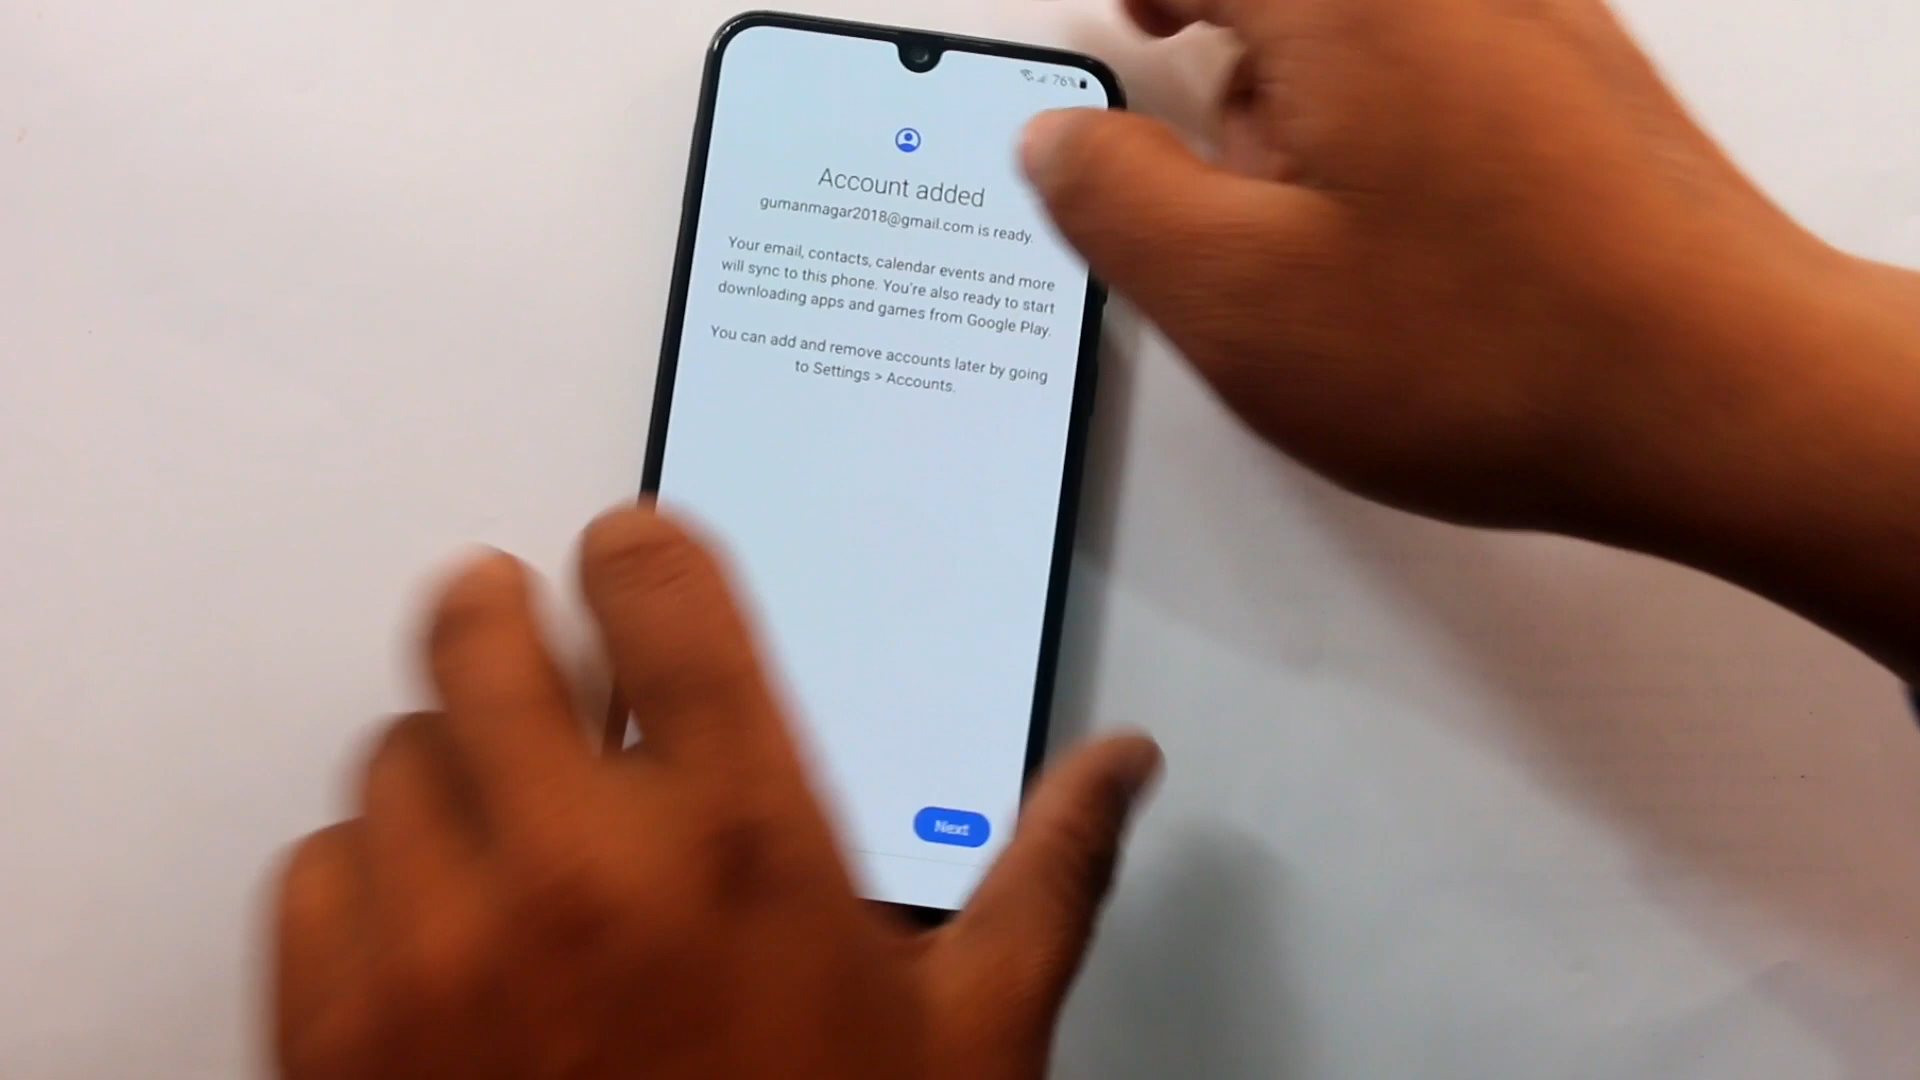 76%
Account added
gumanmagar2018@gmail.com is ready.
Your email, contacts, calendar events and more
will sync to this phone. You're also ready to start
downloading apps and games from Google Play.
You can add and remove accounts later by going
to Settings > Accounts.
Next